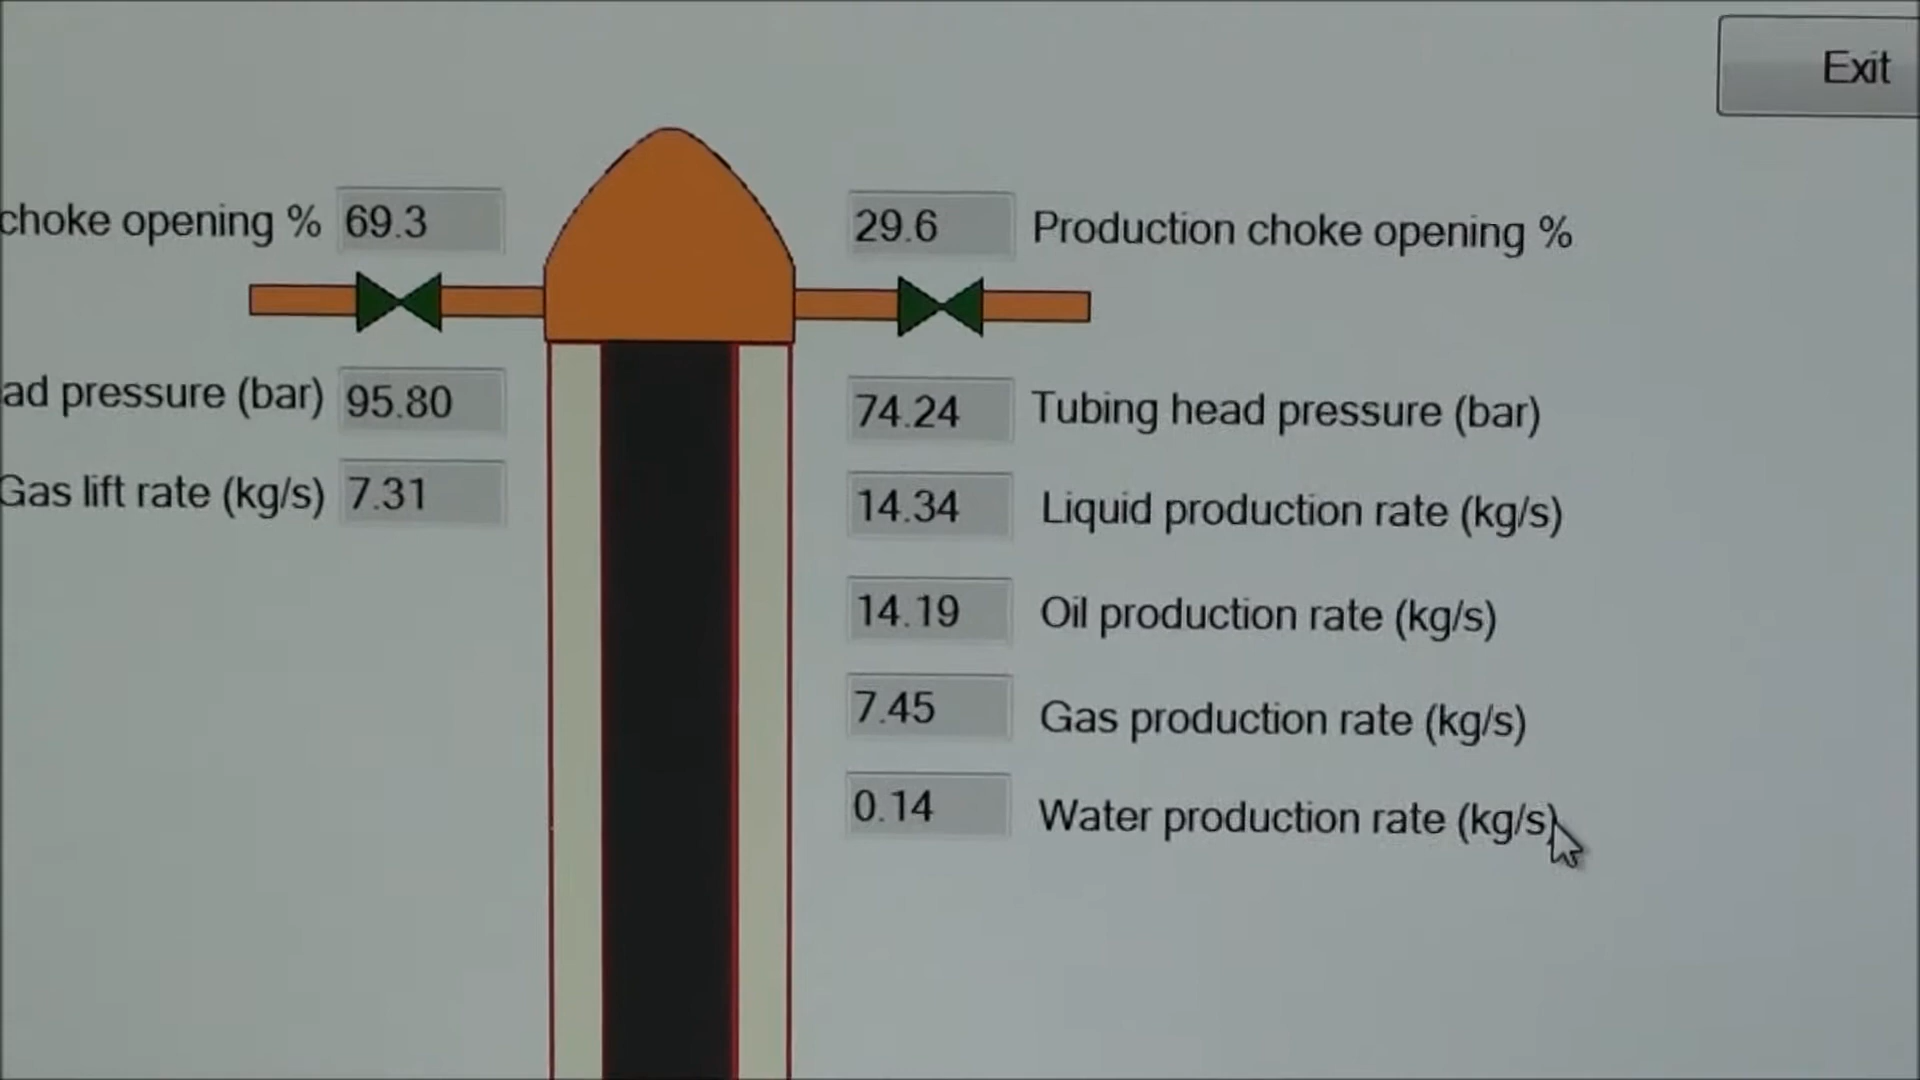 Exit
choke opening % 69.3
29.6 Production choke opening %
ad pressure (bar) 95.80
74.24 Tubing head pressure (bar)
Gas lift rate (kg/s) 7.31
14.34 Liquid production rate (kg/s)
14.19 Oil production rate (kg/s)
7.45 Gas production rate (kg/s)
0.14 Water production rate (kg/s)